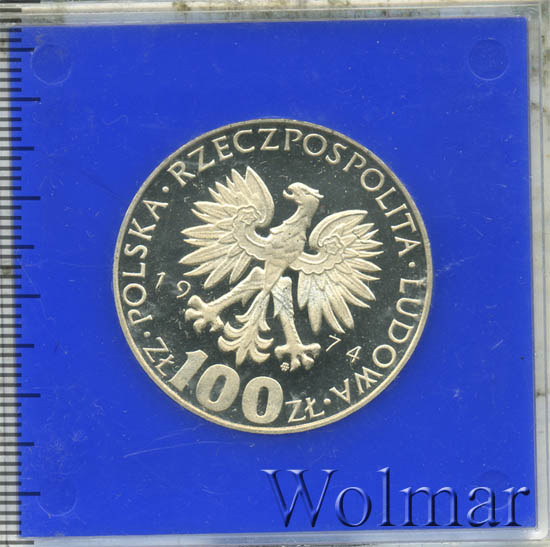 POLSKA · RZECZPOSPOLITA · LUDOWA
19 74
ZŁ 100 ZŁ
Wolmar